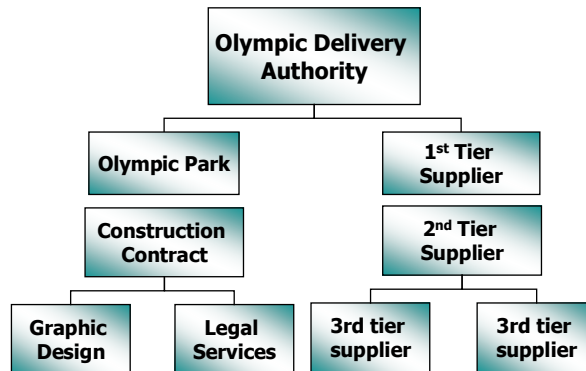 Olympic Delivery
Authority
Olympic Park
1st Tier
Supplier
Construction
Contract
2nd Tier
Supplier
Graphic
Design
Legal
Services
3rd tier
supplier
3rd tier
supplier